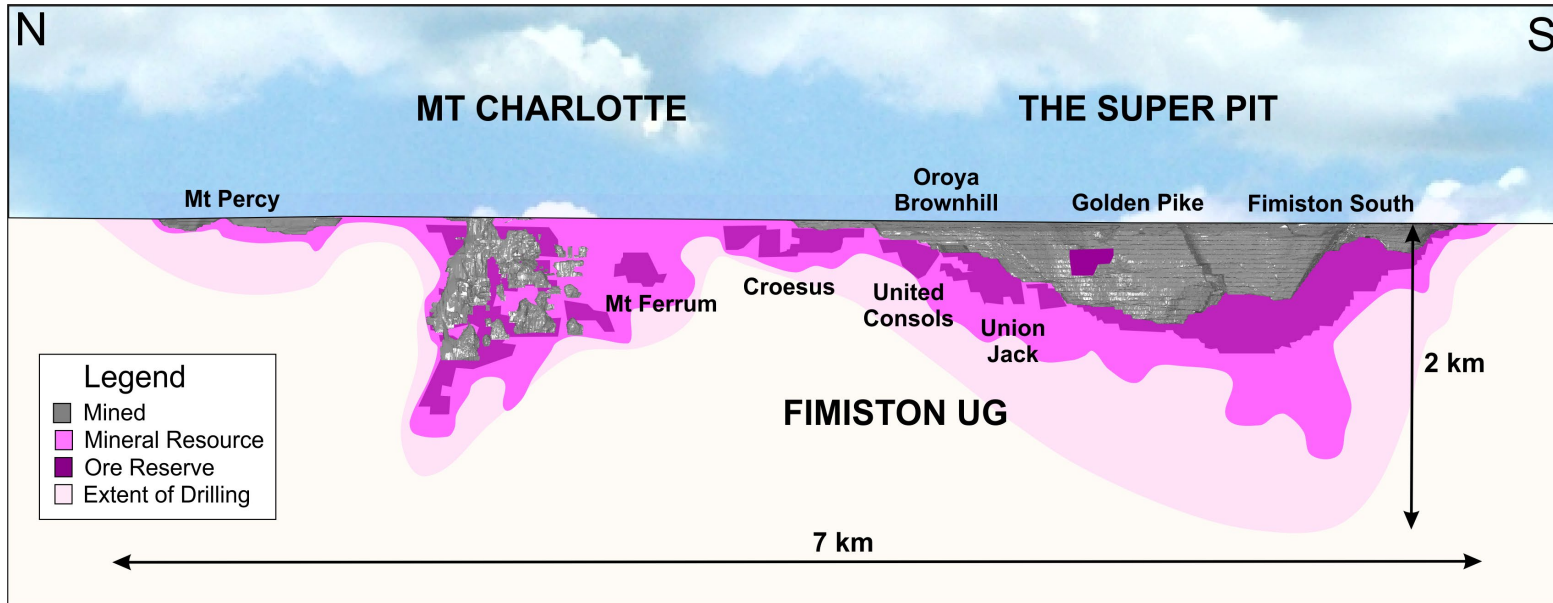 N
S
MT CHARLOTTE
THE SUPER PIT
Mt Percy
Oroya
Brownhill
Golden Pike
Fimiston South
Mt Ferrum
Croesus
United
Consols
Union
Jack
FIMISTON UG
2 km
7 km
Legend
Mined
Mineral Resource
Ore Reserve
Extent of Drilling